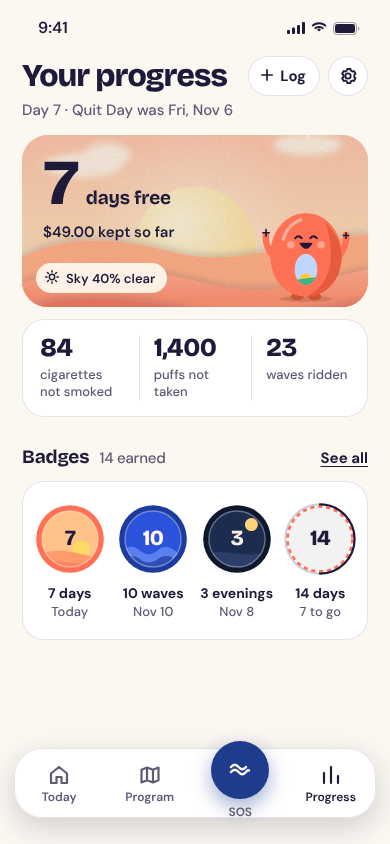 9:41
Your progress
+ Log
Day 7 · Quit Day was Fri, Nov 6
7 days free
$49.00 kept so far
Sky 40% clear
84
cigarettes
not smoked
1,400
puffs not
taken
23
waves ridden
Badges 14 earned
See all
7
7 days
Today
10
10 waves
Nov 10
3
3 evenings
Nov 8
14
14 days
7 to go
Today
Program
SOS
Progress